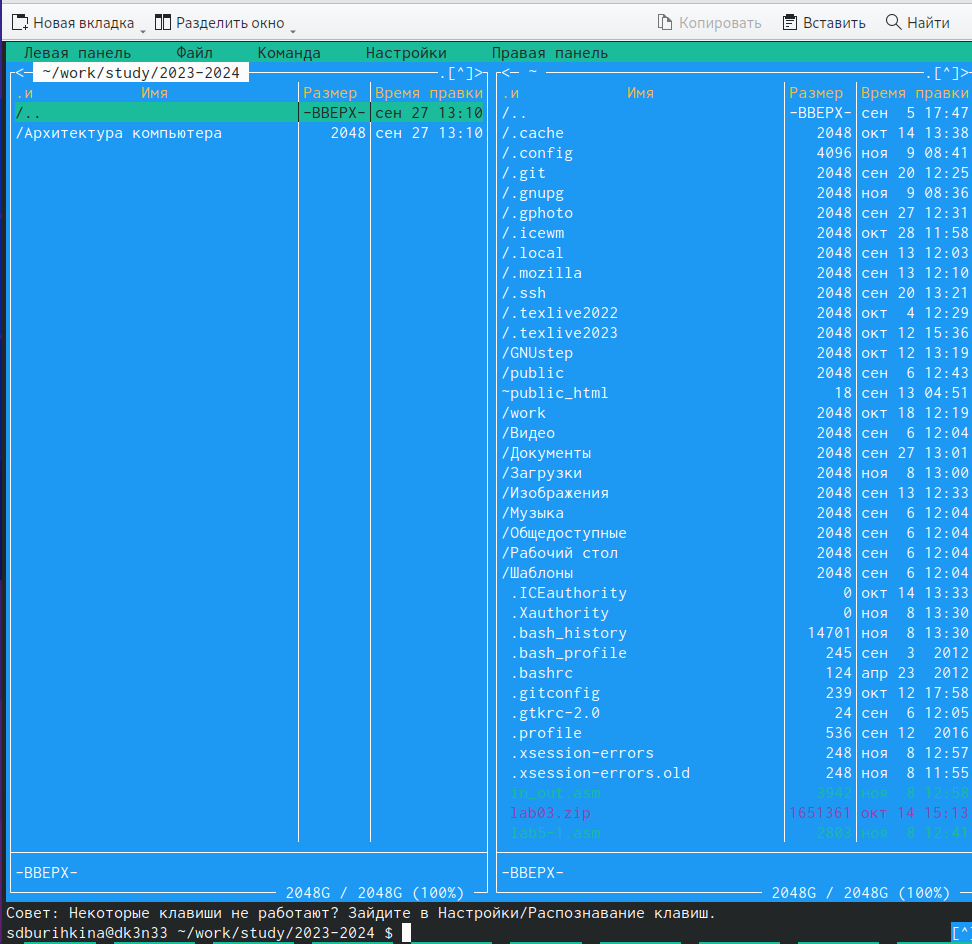 Новая вкладка Разделить окно Копировать Вставить Найти
Левая панель Файл Команда Настройки Правая панель
<─ ~/work/study/2023-2024 .[^]> <─ ~ .[^]>
.и Имя Размер Время правки .и Имя Размер Время правки
/.. -ВВЕРХ- сен 27 13:10 /.. -ВВЕРХ- сен 5 17:47
/Архитектура компьютера 2048 сен 27 13:10 /.cache 2048 окт 14 13:38
/.config 4096 ноя 9 08:41
/.git 2048 сен 20 12:25
/.gnupg 2048 ноя 9 08:36
/.gphoto 2048 сен 27 12:31
/.icewm 2048 окт 28 11:58
/.local 2048 сен 13 12:03
/.mozilla 2048 сен 13 12:10
/.ssh 2048 сен 20 13:21
/.texlive2022 2048 окт 4 12:29
/.texlive2023 2048 окт 12 15:36
/GNUstep 2048 окт 12 13:19
/public 2048 сен 6 12:43
~public_html 18 сен 13 04:51
/work 2048 окт 18 12:19
/Видео 2048 сен 6 12:04
/Документы 2048 сен 27 13:01
/Загрузки 2048 ноя 8 13:00
/Изображения 2048 сен 13 12:33
/Музыка 2048 сен 6 12:04
/Общедоступные 2048 сен 6 12:04
/Рабочий стол 2048 сен 6 12:04
/Шаблоны 2048 сен 6 12:04
.ICEauthority 0 окт 14 13:33
.Xauthority 0 ноя 8 13:30
.bash_history 14701 ноя 8 13:30
.bash_profile 245 сен 3 2012
.bashrc 124 апр 23 2012
.gitconfig 239 окт 12 17:58
.gtkrc-2.0 24 сен 6 12:05
.profile 536 сен 12 2016
.xsession-errors 248 ноя 8 12:57
.xsession-errors.old 248 ноя 8 11:55
in_out.asm 3942 ноя 8 12:58
lab03.zip 1651361 окт 14 15:13
lab5-1.asm 2803 ноя 8 12:41
-ВВЕРХ- -ВВЕРХ-
2048G / 2048G (100%) 2048G / 2048G (100%)
Совет: Некоторые клавиши не работают? Зайдите в Настройки/Распознавание клавиш.
sdburihkina@dk3n33 ~/work/study/2023-2024 $ [^